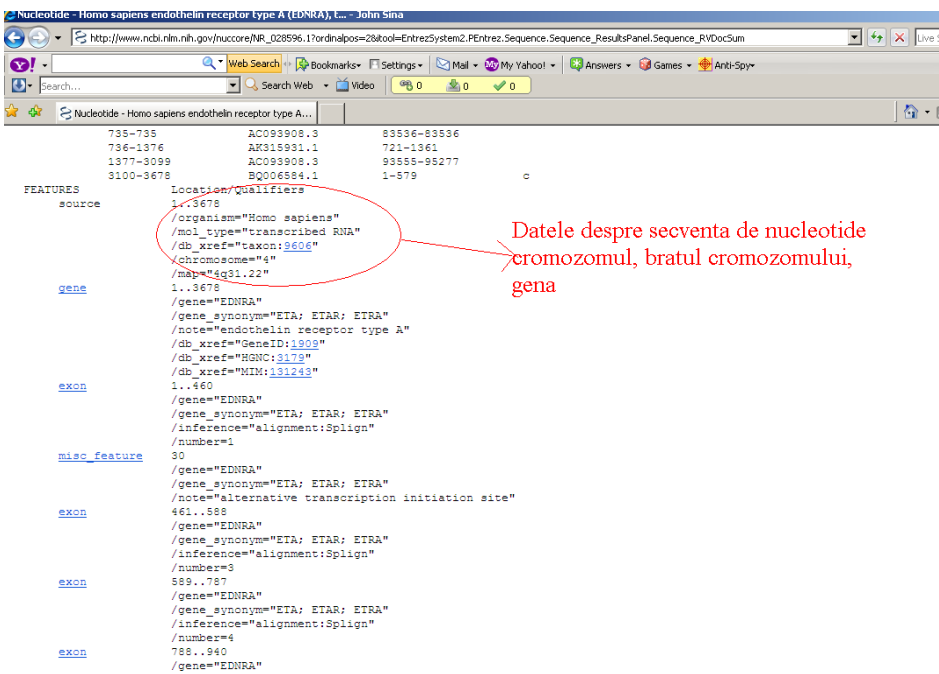 Nucleotide - Homo sapiens endothelin receptor type A (EDNRA), t... - John Sina
http://www.ncbi.nlm.nih.gov/nuccore/NR_028596.1?ordinalpos=2&itool=EntrezSystem2.PEntrez.Sequence.Sequence_ResultsPanel.Sequence_RVDocSum
Live
Y! Web Search Bookmarks Settings Mail My Yahoo! Answers Games Anti-Spy
Search... Search Web Video 0 0 0
Nucleotide - Homo sapiens endothelin receptor type A...
735-735 AC093908.3 83536-83536
736-1376 AK315931.1 721-1361
1377-3099 AC093908.3 93555-95277
3100-3678 BQ006584.1 1-579 c
FEATURES Location/Qualifiers
source 1..3678
/organism="Homo sapiens"
/mol_type="transcribed RNA"
/db_xref="taxon:9606"
/chromosome="4"
/map="4q31.22"
Datele despre secventa de nucleotide
cromozomul, bratul cromozomului,
gena
gene 1..3678
/gene="EDNRA"
/gene_synonym="ETA; ETAR; ETRA"
/note="endothelin receptor type A"
/db_xref="GeneID:1909"
/db_xref="HGNC:3179"
/db_xref="MIM:131243"
exon 1..460
/gene="EDNRA"
/gene_synonym="ETA; ETAR; ETRA"
/inference="alignment:Splign"
/number=1
misc_feature 30
/gene="EDNRA"
/gene_synonym="ETA; ETAR; ETRA"
/note="alternative transcription initiation site"
exon 461..588
/gene="EDNRA"
/gene_synonym="ETA; ETAR; ETRA"
/inference="alignment:Splign"
/number=3
exon 589..787
/gene="EDNRA"
/gene_synonym="ETA; ETAR; ETRA"
/inference="alignment:Splign"
/number=4
exon 788..940
/gene="EDNRA"